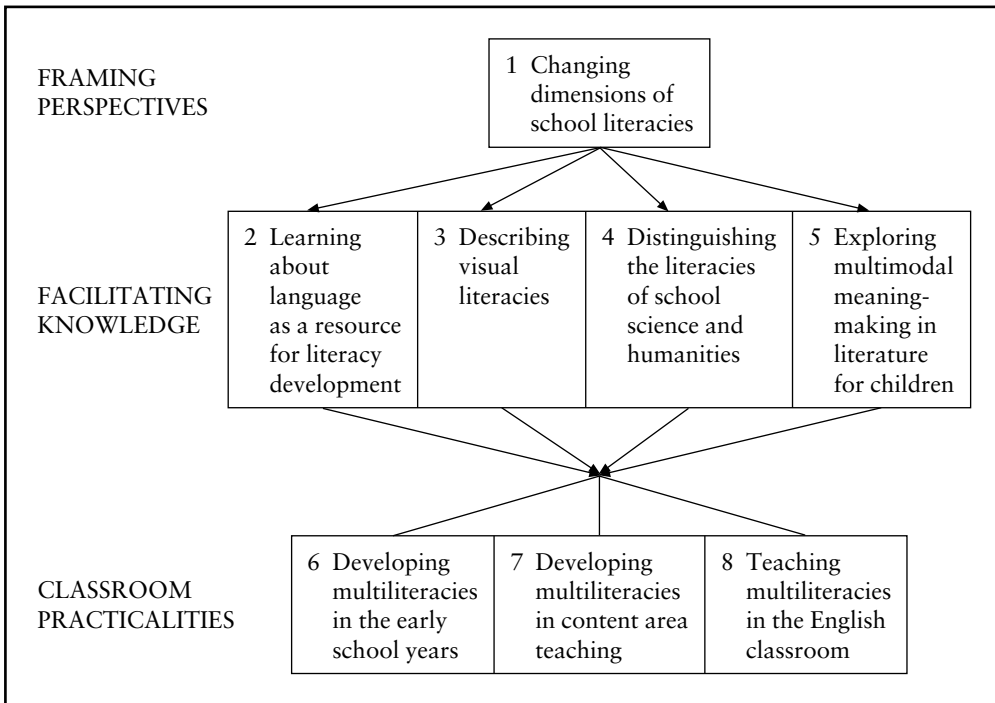 FRAMING
PERSPECTIVES
1 Changing
dimensions of
school literacies
FACILITATING
KNOWLEDGE
2 Learning
about
language
as a resource
for literacy
development
3 Describing
visual
literacies
4 Distinguishing
the literacies
of school
science and
humanities
5 Exploring
multimodal
meaning-
making in
literature
for children
CLASSROOM
PRACTICALITIES
6 Developing
multiliteracies
in the early
school years
7 Developing
multiliteracies
in content area
teaching
8 Teaching
multiliteracies
in the English
classroom